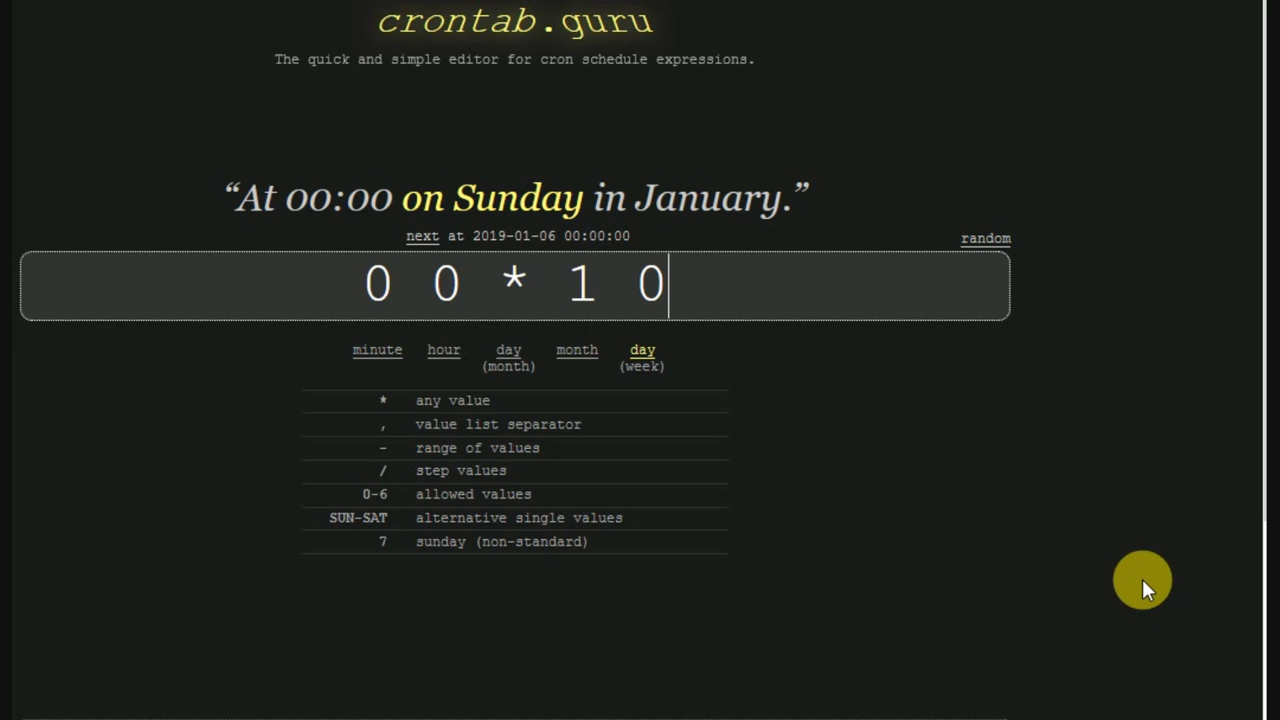 crontab.guru
The quick and simple editor for cron schedule expressions.
“At 00:00 on Sunday in January.”
next at 2019-01-06 00:00:00
random
0 0 * 1 0
minute hour day month day
(month) (week)
* any value
, value list separator
- range of values
/ step values
0-6 allowed values
SUN-SAT alternative single values
7 sunday (non-standard)